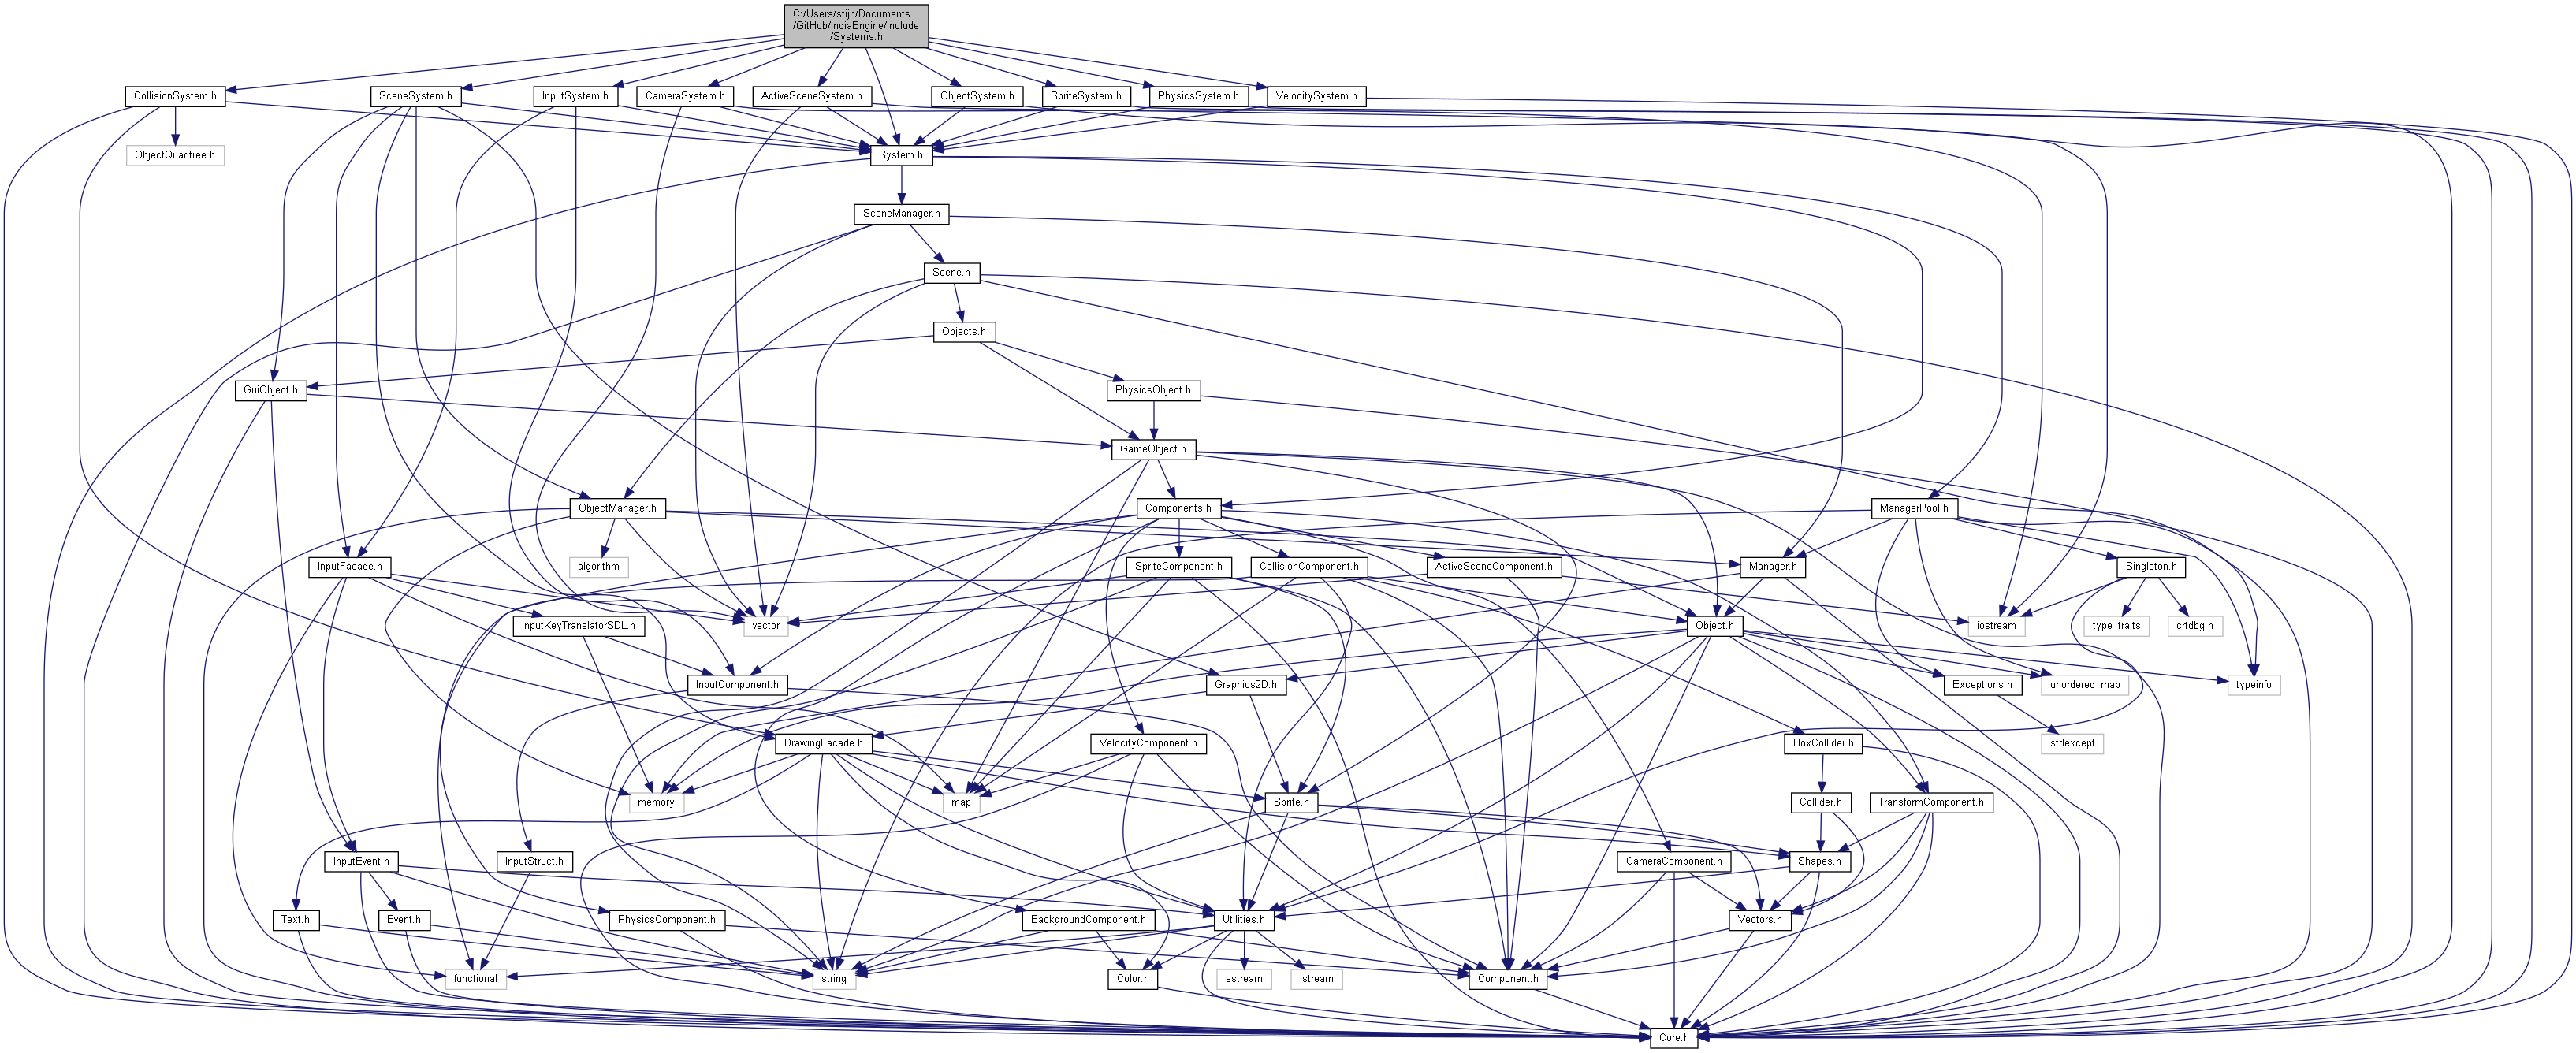 C:/Users/stijn/Documents
/GitHub/IndiaEngine/include
/Systems.h
CollisionSystem.h
SceneSystem.h
InputSystem.h
CameraSystem.h
ActiveSceneSystem.h
ObjectSystem.h
SpriteSystem.h
PhysicsSystem.h
VelocitySystem.h
ObjectQuadtree.h
System.h
SceneManager.h
Scene.h
Objects.h
GuiObject.h
PhysicsObject.h
GameObject.h
ObjectManager.h
Components.h
ManagerPool.h
algorithm
InputFacade.h
SpriteComponent.h
CollisionComponent.h
ActiveSceneComponent.h
Manager.h
Singleton.h
InputKeyTranslatorSDL.h
vector
Object.h
iostream
type_traits
crtdbg.h
InputComponent.h
Graphics2D.h
Exceptions.h
unordered_map
typeinfo
DrawingFacade.h
VelocityComponent.h
BoxCollider.h
stdexcept
memory
map
Sprite.h
Collider.h
TransformComponent.h
InputEvent.h
InputStruct.h
CameraComponent.h
Shapes.h
Text.h
Event.h
PhysicsComponent.h
BackgroundComponent.h
Utilities.h
Vectors.h
functional
string
Color.h
sstream
istream
Component.h
Core.h